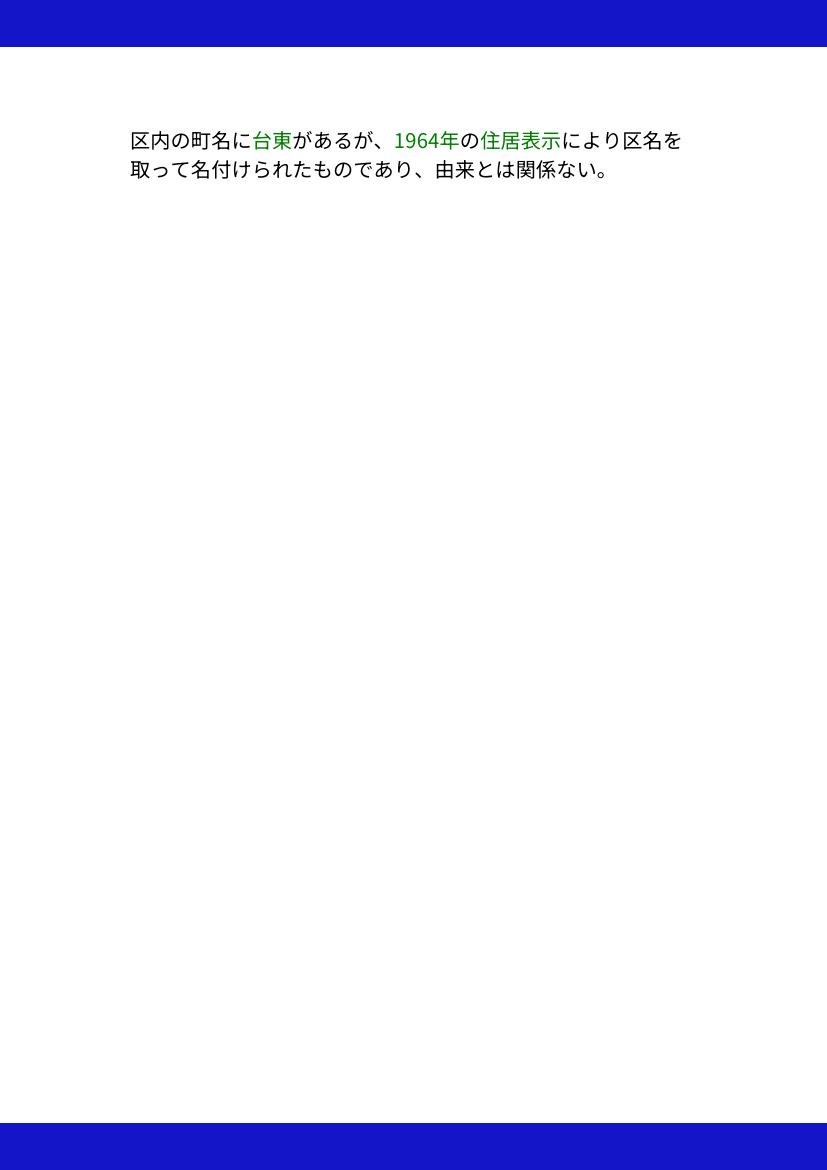 区内の町名に台東があるが、1964年の住居表示により区名を
取って名付けられたものであり、由来とは関係ない。